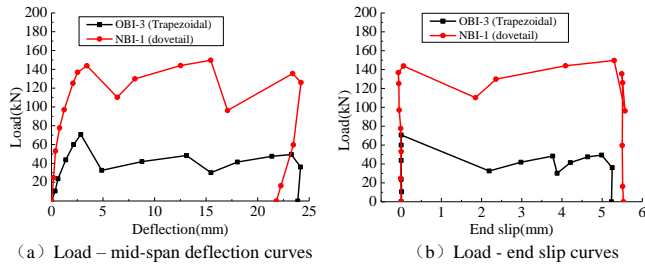 200
180
160
140
120
100
80
60
40
20
Load(kN)
OBI-3 (Trapezoidal)
NBI-1 (dovetail)
0 5 10 15 20 25
Deflection(mm)
（a） Load – mid-span deflection curves
200
180
160
140
120
100
80
60
40
20
0
Load(kN)
OBI-3 (Trapezoidal)
NBI-1 (dovetail)
0 1 2 3 4 5 6
End slip(mm)
（b） Load - end slip curves